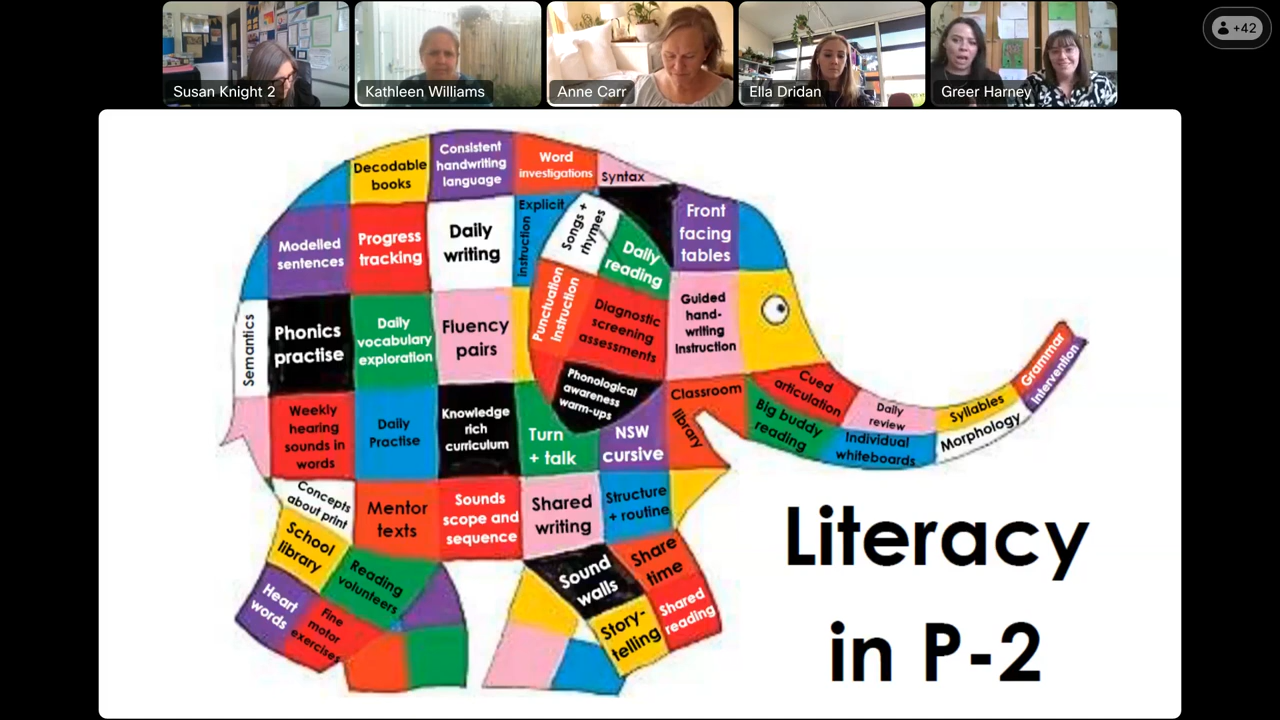 +42
Susan Knight 2
Kathleen Williams
Anne Carr
Ella Dridan
Greer Harney
Decodable
books
Consistent
handwriting
language
Word
investigations
Syntax
Modelled
sentences
Progress
tracking
Daily
writing
Explicit
instruction
Songs +
rhymes
Daily
reading
Front
facing
tables
Semantics
Phonics
practise
Daily
vocabulary
exploration
Fluency
pairs
Punctuation
Instruction
Diagnostic
screening
assessments
Guided
hand-
writing
instruction
Phonological
awareness
warm-ups
Weekly
hearing
sounds in
words
Daily
Practise
Knowledge
rich
curriculum
Turn
+ talk
NSW
cursive
Classroom
library
Cued
articulation
Big buddy
reading
Daily
review
Individual
whiteboards
Syllables
Morphology
Grammar
Intervention
Concepts
about print
Mentor
texts
Sounds
scope and
sequence
Shared
writing
Structure
+ routine
School
library
Reading
volunteers
Heart
words
Fine
motor
exercises
Sound
walls
Share
time
Story-
telling
Shared
reading
Literacy
in P-2